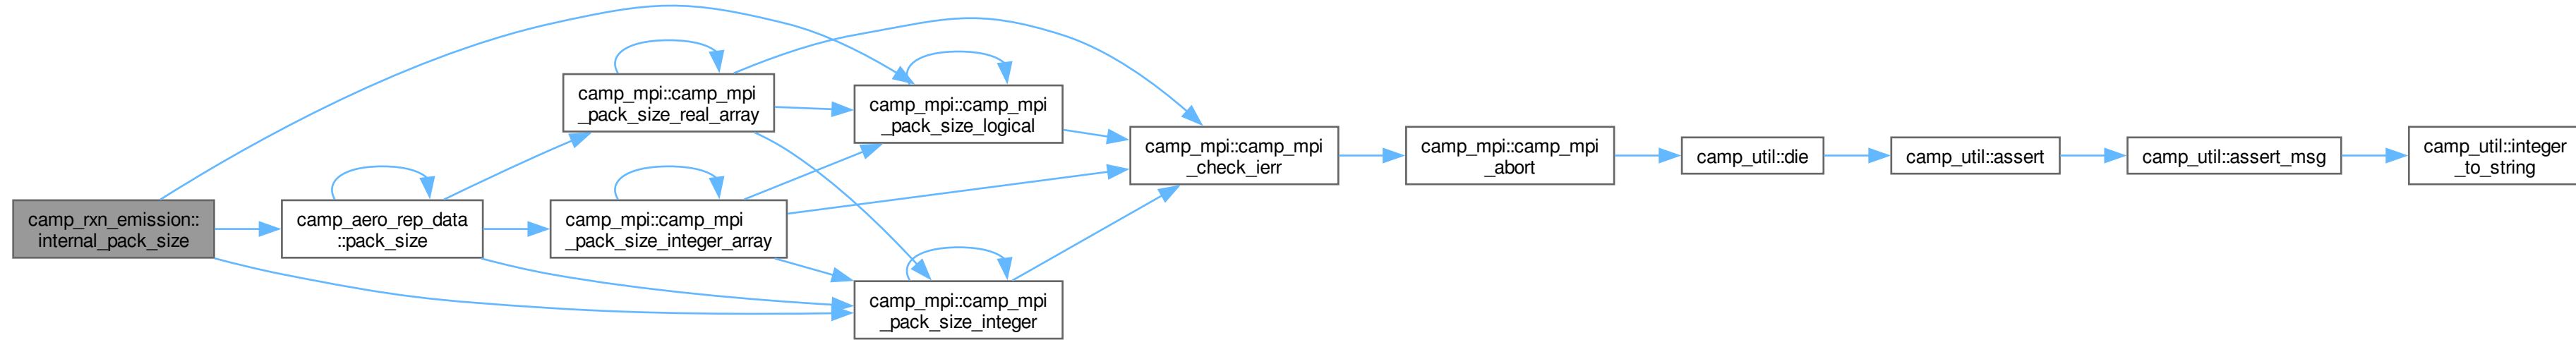 camp_rxn_emission::
internal_pack_size
camp_aero_rep_data
::pack_size
camp_mpi::camp_mpi
_pack_size_real_array
camp_mpi::camp_mpi
_pack_size_integer_array
camp_mpi::camp_mpi
_pack_size_logical
camp_mpi::camp_mpi
_pack_size_integer
camp_mpi::camp_mpi
_check_ierr
camp_mpi::camp_mpi
_abort
camp_util::die
camp_util::assert
camp_util::assert_msg
camp_util::integer
_to_string